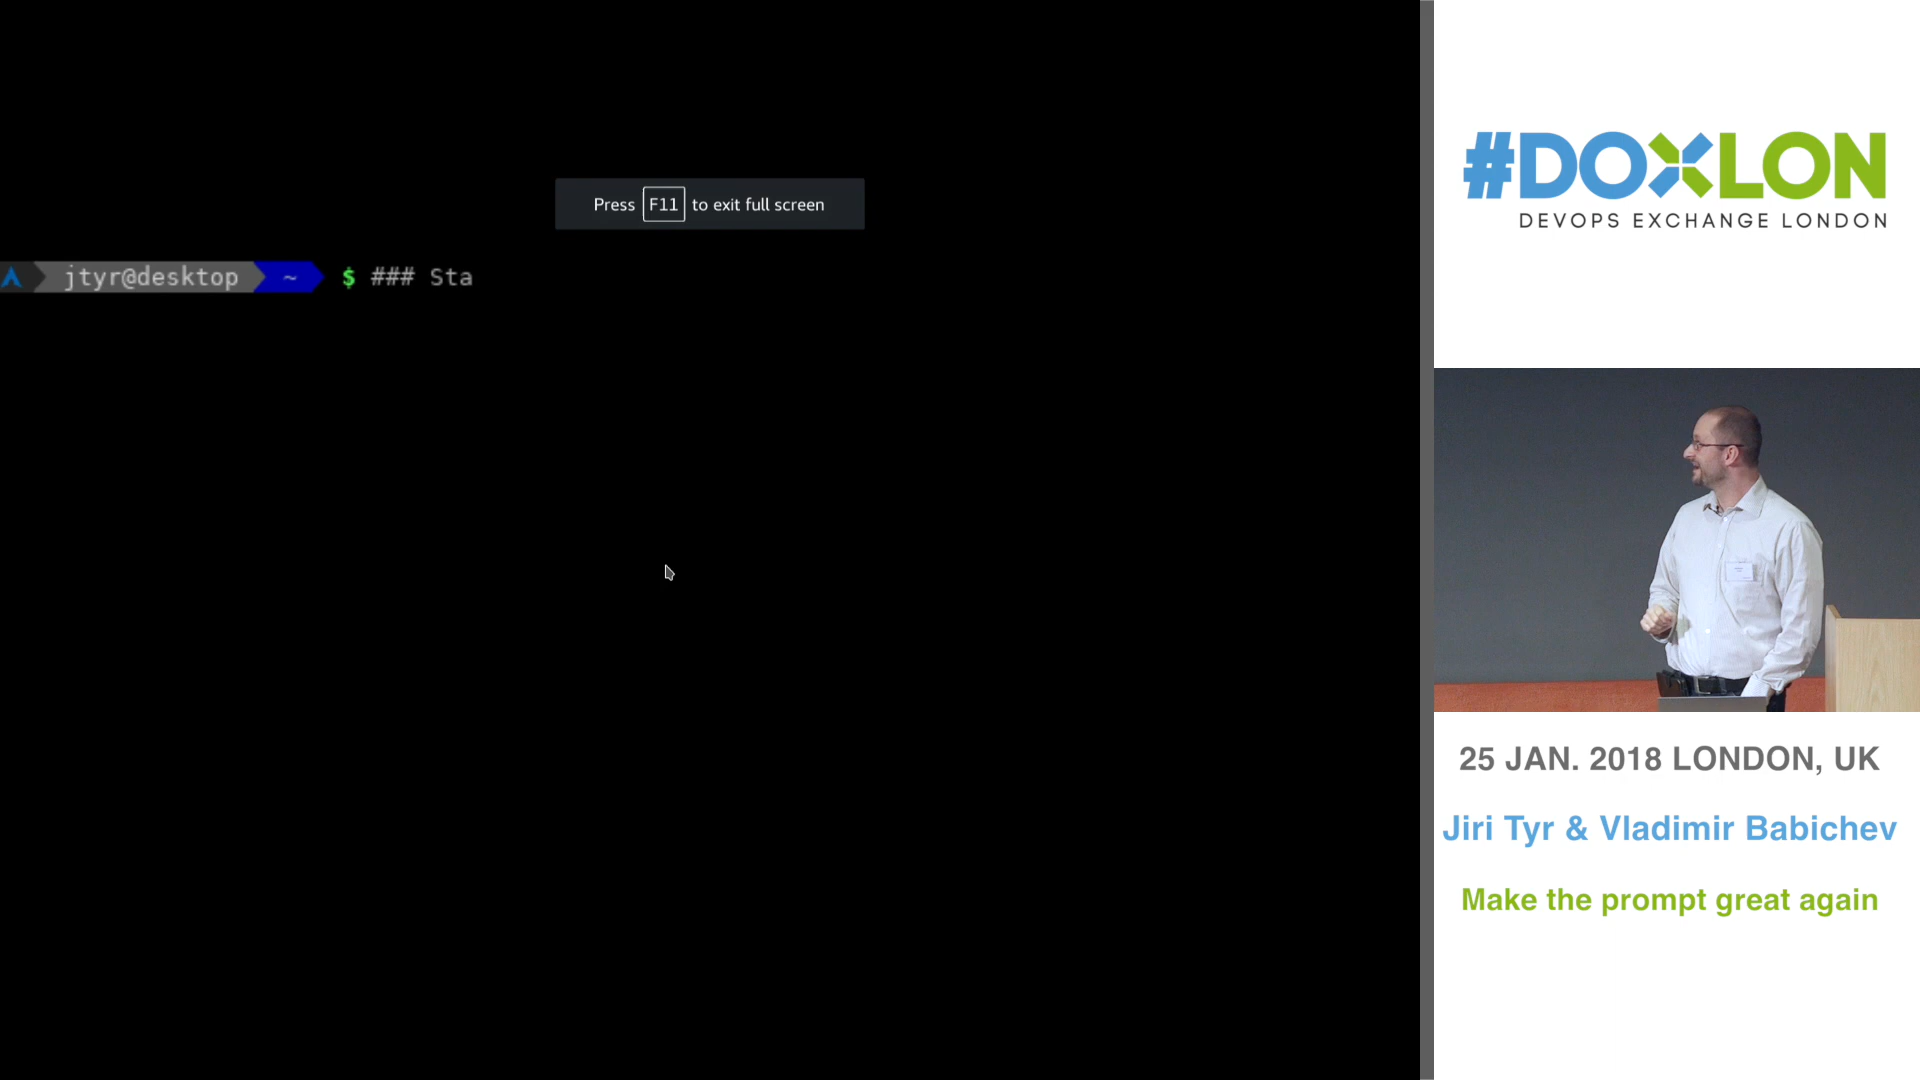 Press F11 to exit full screen
jtyr@desktop ~ $ ### Sta
#DOXLON
DEVOPS EXCHANGE LONDON
25 JAN. 2018 LONDON, UK
Jiri Tyr & Vladimir Babichev
Make the prompt great again